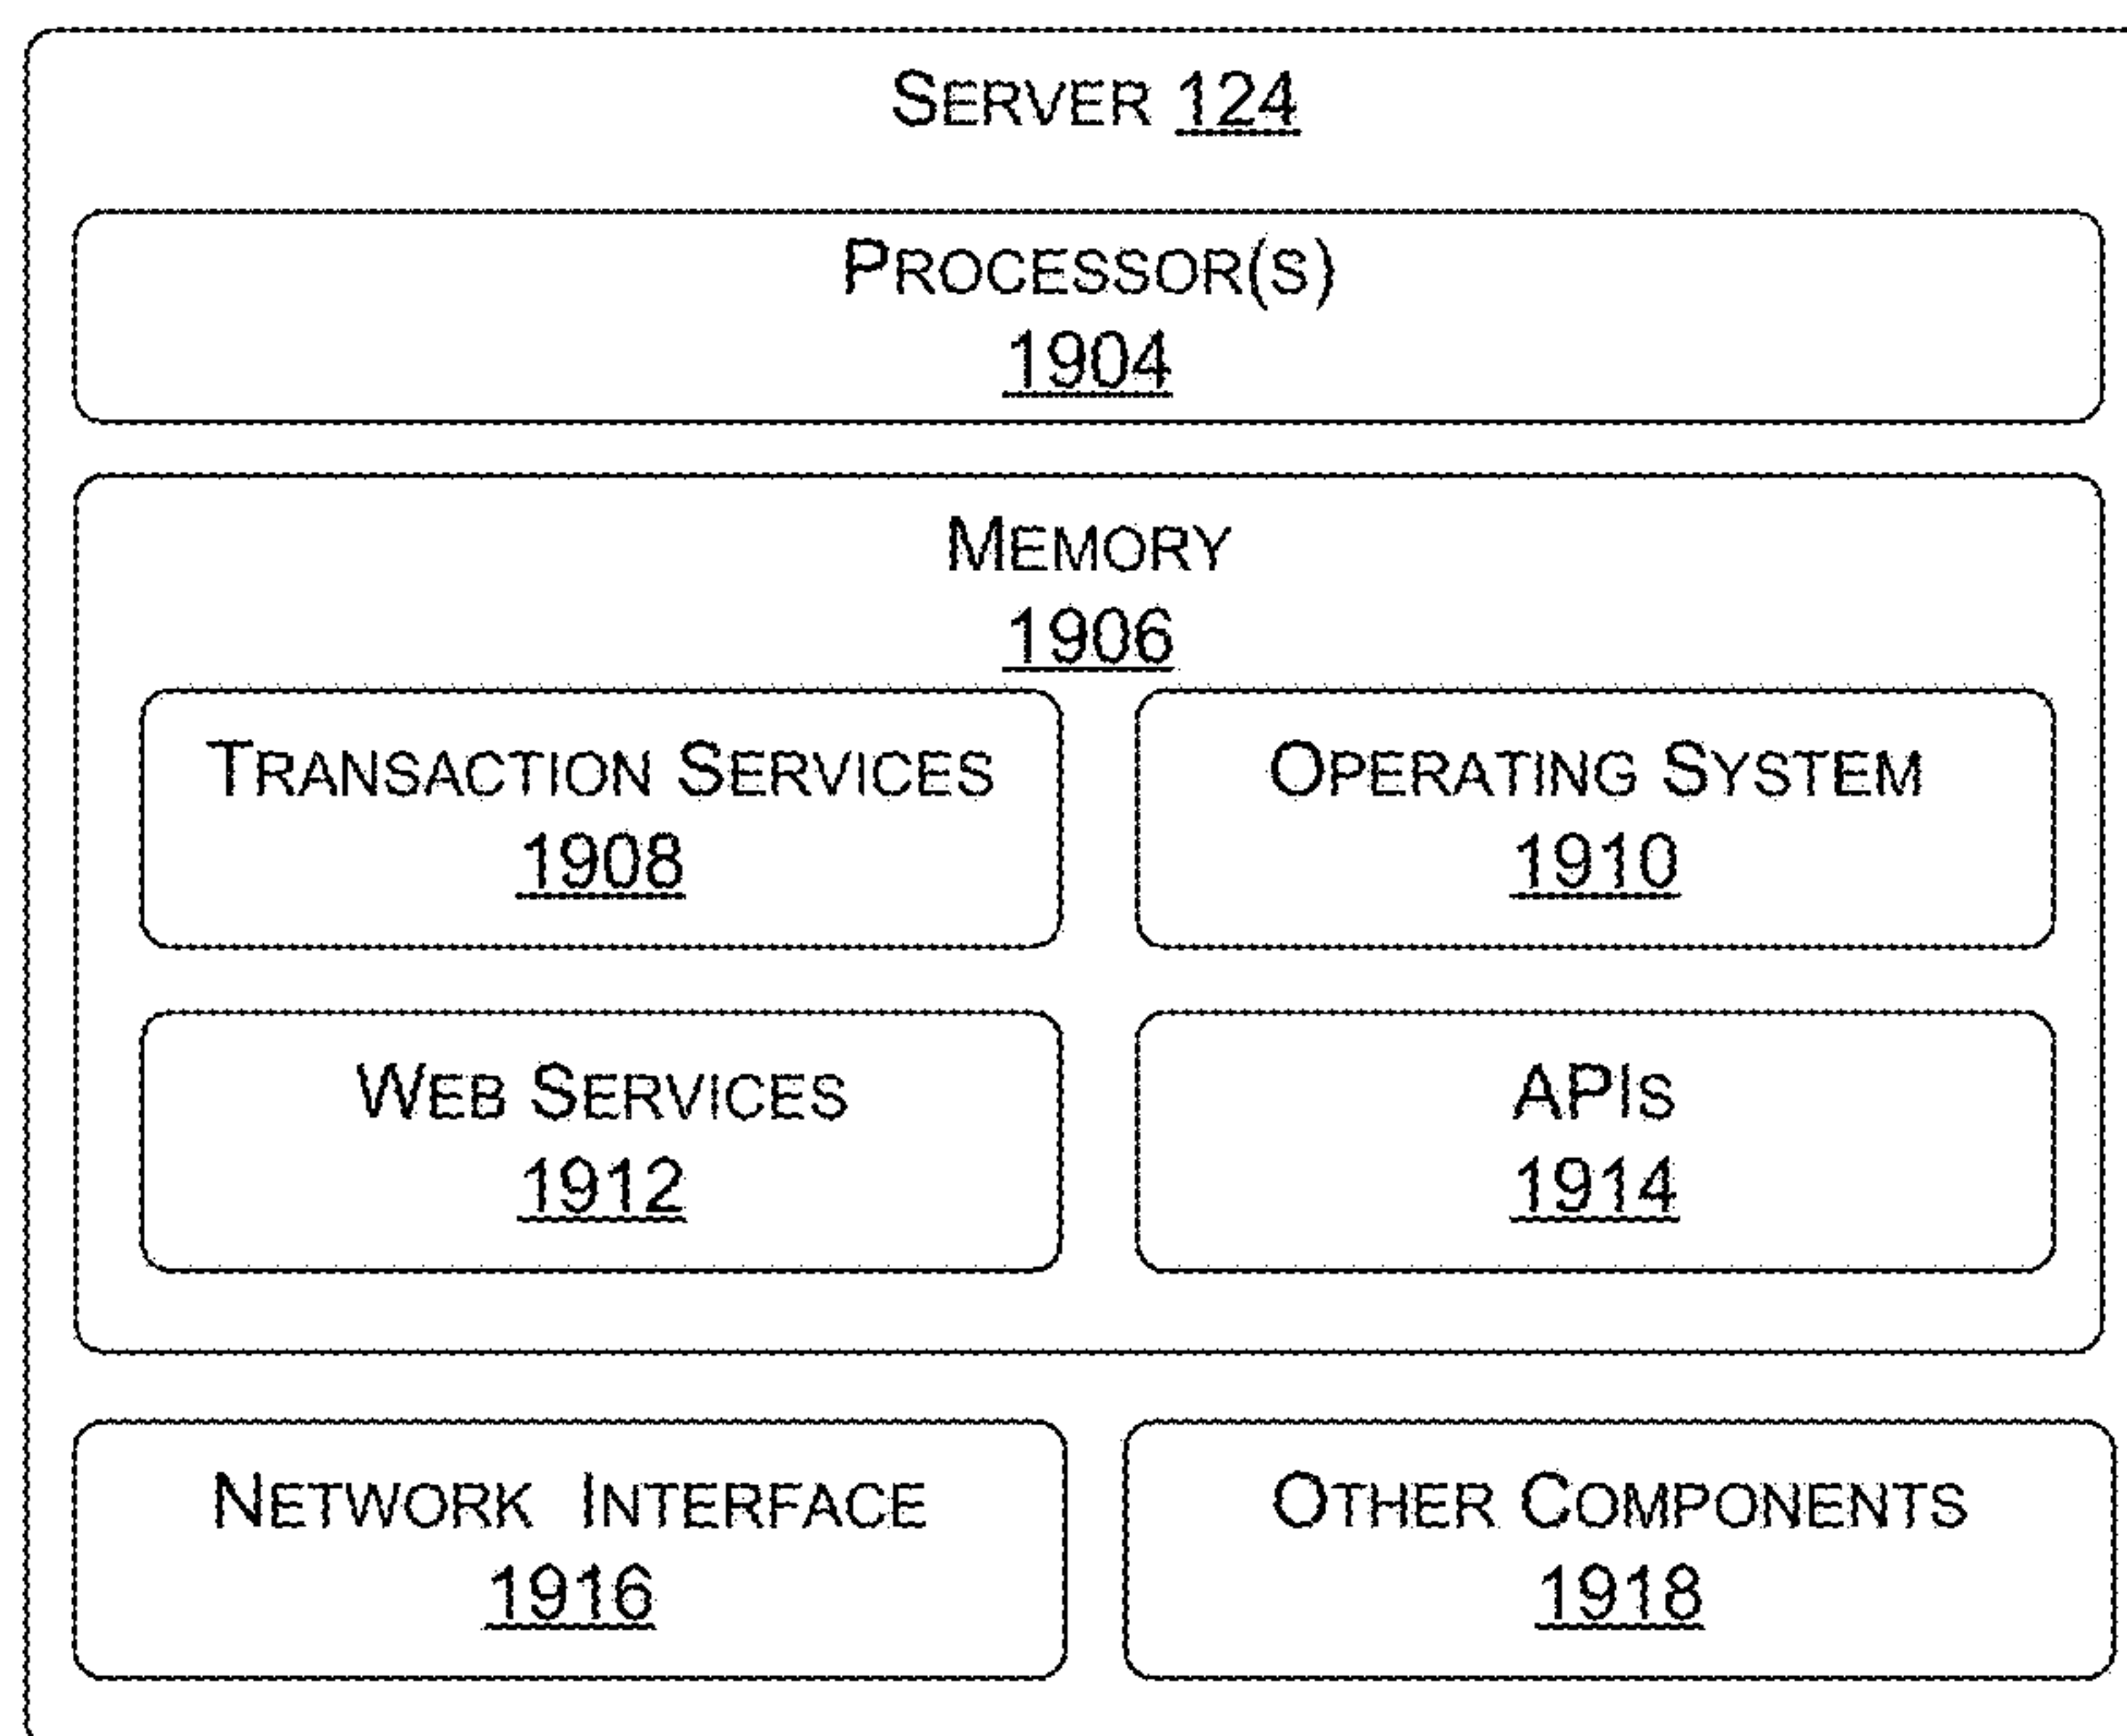 SERVER 124
PROCESSOR(S)
1904
MEMORY
1906
TRANSACTION SERVICES
1908
OPERATING SYSTEM
1910
WEB SERVICES
1912
APIS
1914
NETWORK INTERFACE
1916
OTHER COMPONENTS
1918